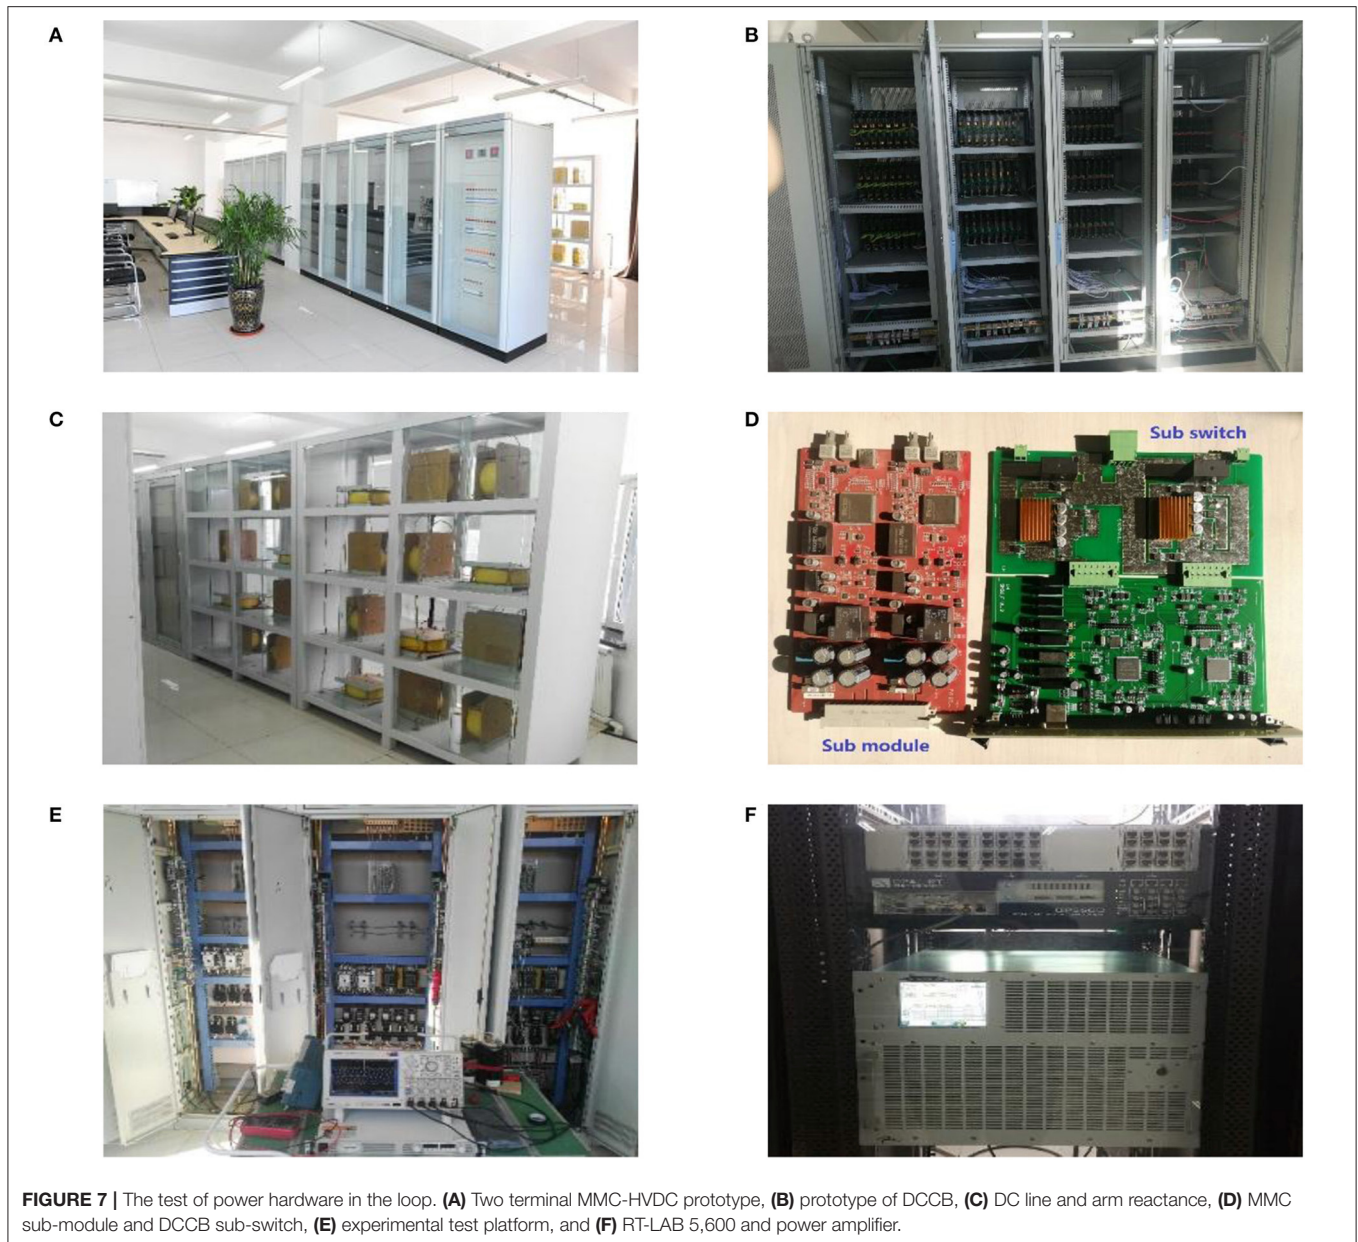 A
B
C
D
Sub switch
Sub module
E
F
FIGURE 7 | The test of power hardware in the loop. (A) Two terminal MMC-HVDC prototype, (B) prototype of DCCB, (C) DC line and arm reactance, (D) MMC
sub-module and DCCB sub-switch, (E) experimental test platform, and (F) RT-LAB 5,600 and power amplifier.